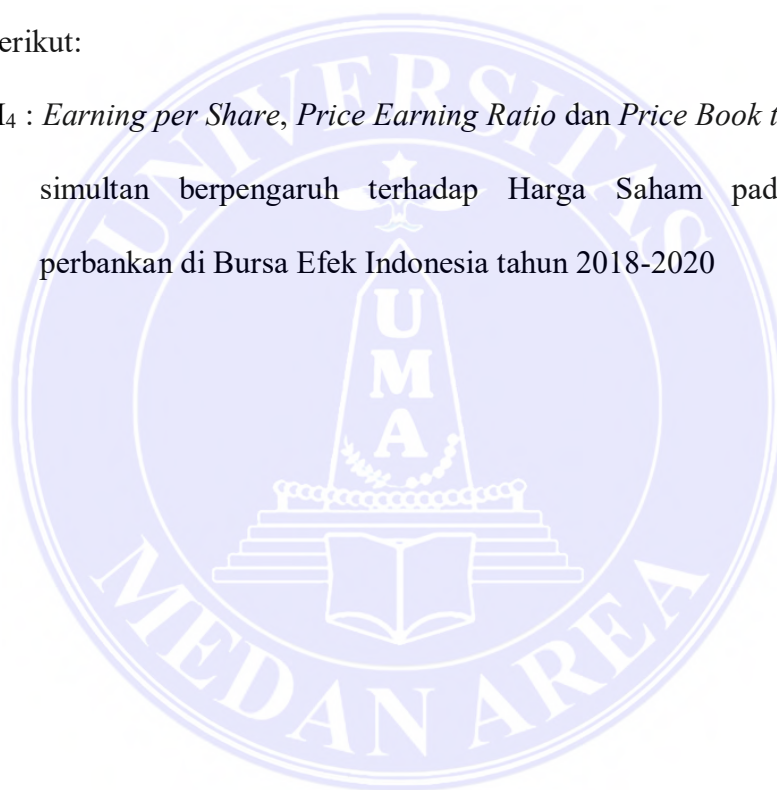 erikut:
I₄ : Earning per Share, Price Earning Ratio dan Price Book t
simultan berpengaruh terhadap Harga Saham pad
perbankan di Bursa Efek Indonesia tahun 2018-2020
UNIVERSITAS
UMA
MEDAN AREA